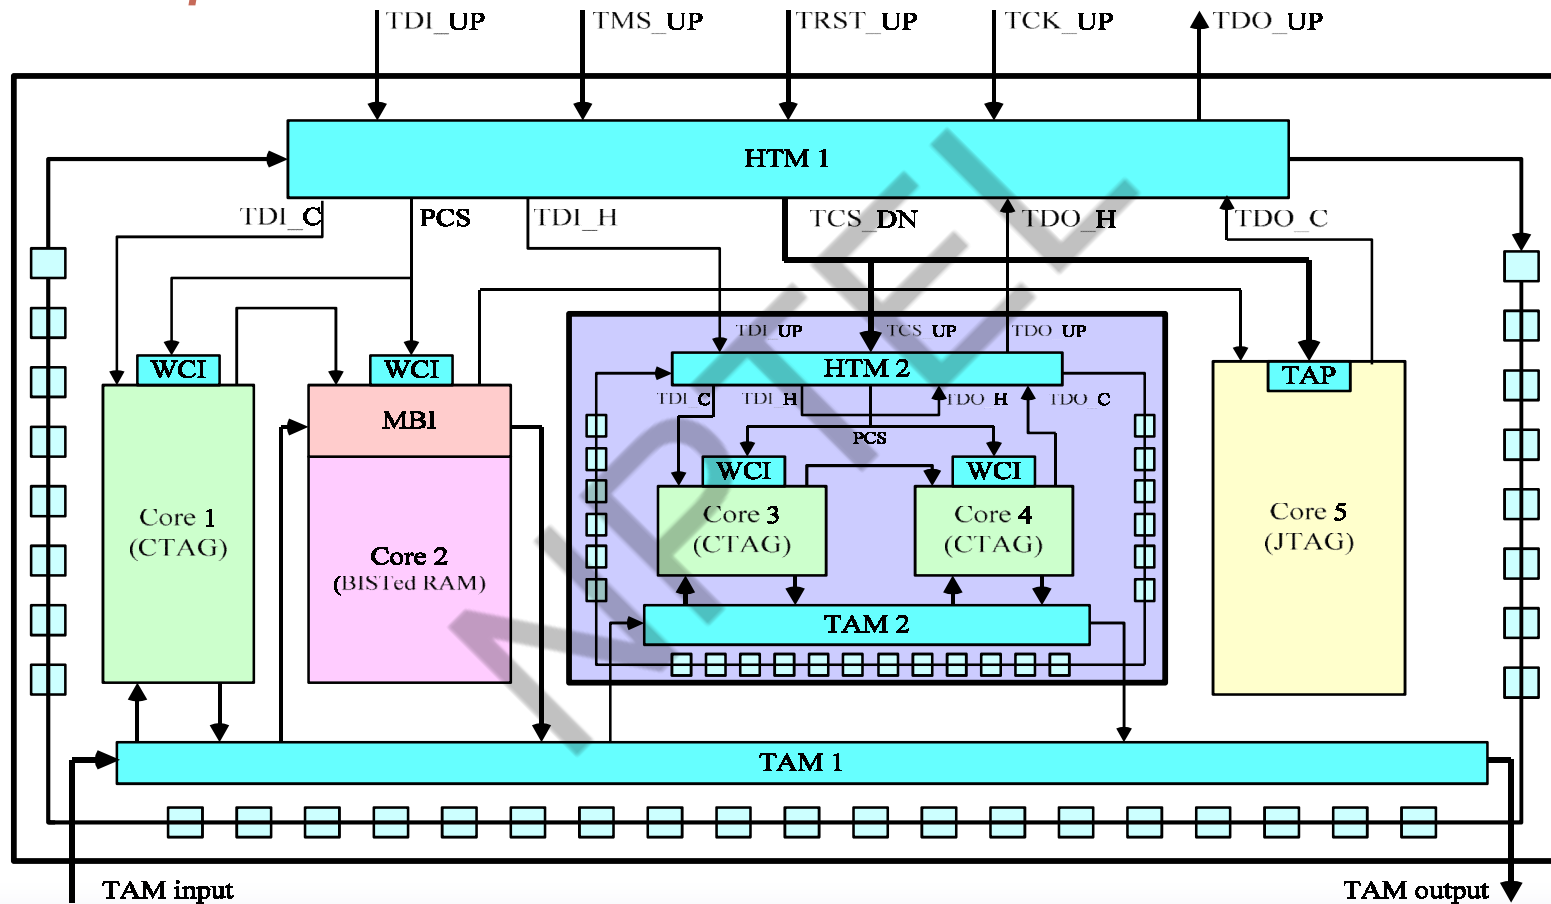 TDI_UP
TMS_UP
TRST_UP
TCK_UP
TDO_UP
HTM 1
TDI_C
PCS
TDI_H
TCS_DN
TDO_H
TDO_C
TDI_UP
TCS_UP
TDO_UP
WCI
WCI
HTM 2
TAP
TDI_C
TDI_H
TDO_H
TDO_C
MBI
PCS
WCI
WCI
Core 1
(CTAG)
Core 2
(BISTed RAM)
Core 3
(CTAG)
Core 4
(CTAG)
Core 5
(JTAG)
TAM 2
TAM 1
TAM input
TAM output
NPTEL